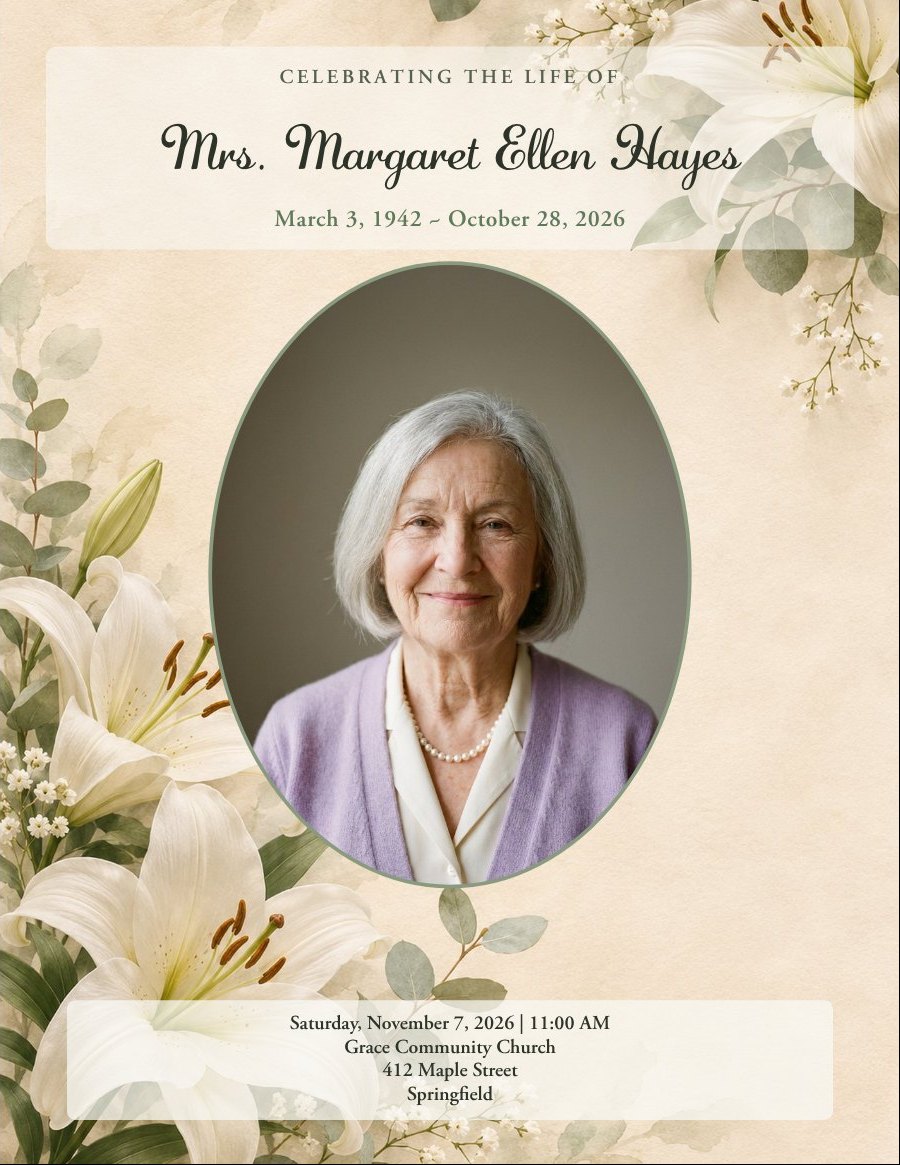 CELEBRATING THE LIFE OF
Mrs. Margaret Ellen Hayes
March 3, 1942 ~ October 28, 2026
Saturday, November 7, 2026 | 11:00 AM
Grace Community Church
412 Maple Street
Springfield